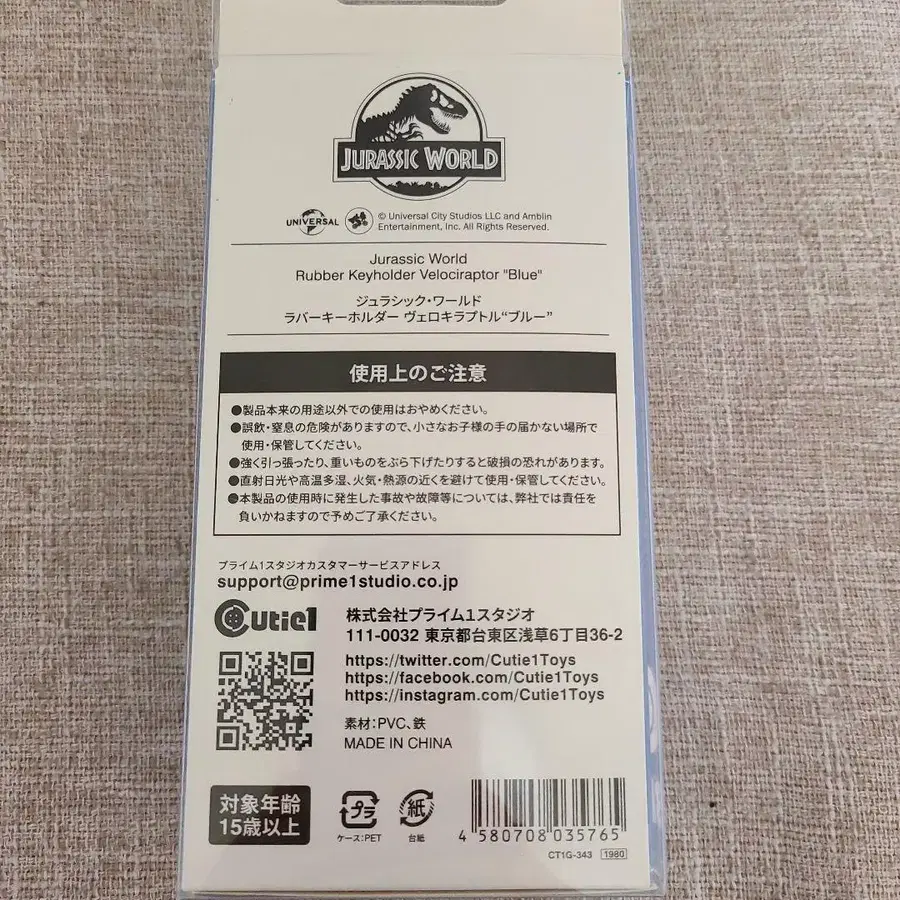 JURASSIC WORLD
UNIVERSAL
© Universal City Studios LLC and Amblin
Entertainment, Inc. All Rights Reserved.
Jurassic World
Rubber Keyholder Velociraptor "Blue"
ジュラシック・ワールド
ラバーキーホルダー ヴェロキラプトル“ブルー”
使用上のご注意
●製品本来の用途以外での使用はおやめください。
●誤飲・窒息の危険がありますので、小さなお子様の手の届かない場所で
使用・保管してください。
●強く引っ張ったり、重いものをぶら下げたりすると破損の恐れがあります。
●直射日光や高温多湿、火気・熱源の近くを避けて使用・保管してください。
●本製品の使用時に発生した事故や故障等については、弊社では責任を
負いかねますので予めご了承ください。
プライム1スタジオカスタマーサービスアドレス
support@prime1studio.co.jp
Cutie1
株式会社プライム1スタジオ
111-0032 東京都台東区浅草6丁目36-2
https://twitter.com/Cutie1Toys
https://facebook.com/Cutie1Toys
https://instagram.com/Cutie1Toys
素材:PVC、鉄
MADE IN CHINA
対象年齢
15歳以上
プラ
ケース:PET
紙
台紙
4 580708 035765
CT1G-343 1980